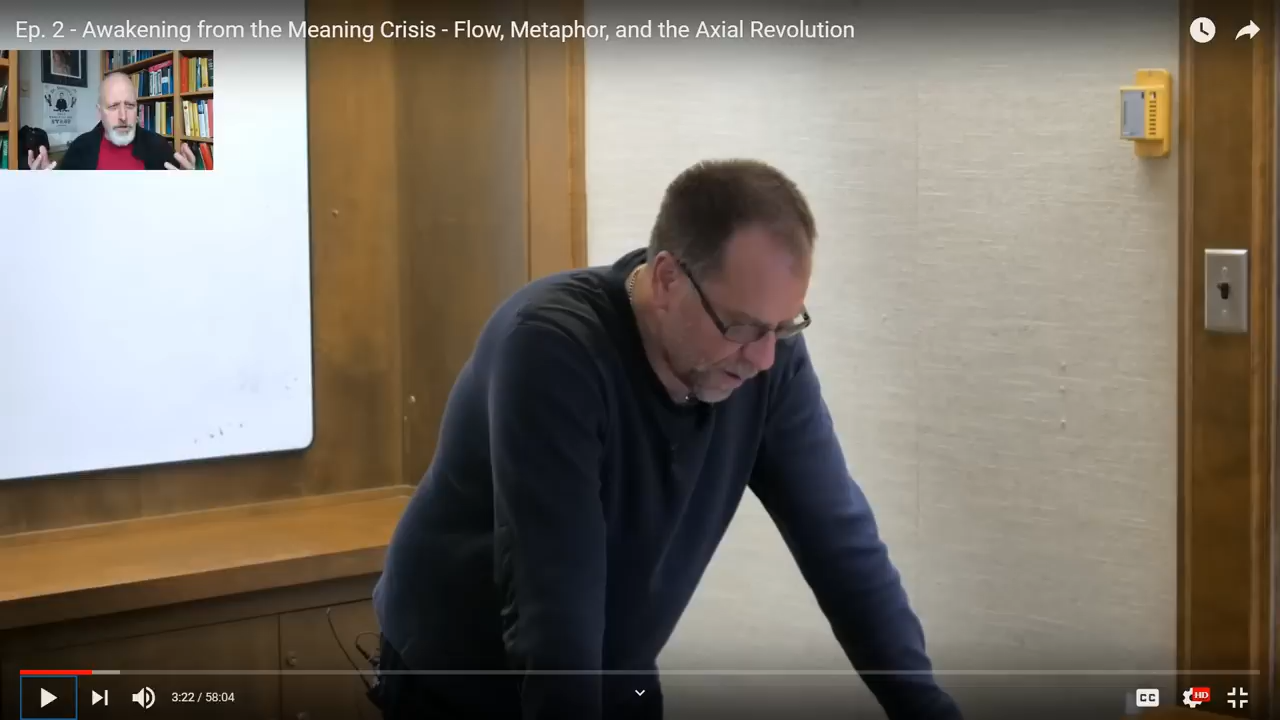 Ep. 2 - Awakening from the Meaning Crisis - Flow, Metaphor, and the Axial Revolution
3:22 / 58:04
CC
HD